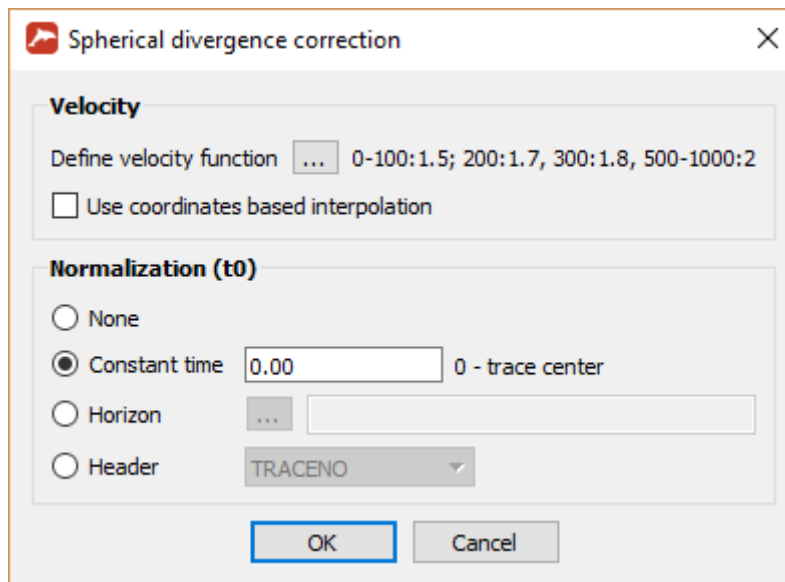 Spherical divergence correction
Velocity
Define velocity function ... 0-100:1.5; 200:1.7, 300:1.8, 500-1000:2
Use coordinates based interpolation
Normalization (t0)
None
Constant time 0.00 0 - trace center
Horizon ...
Header TRACENO
OK Cancel